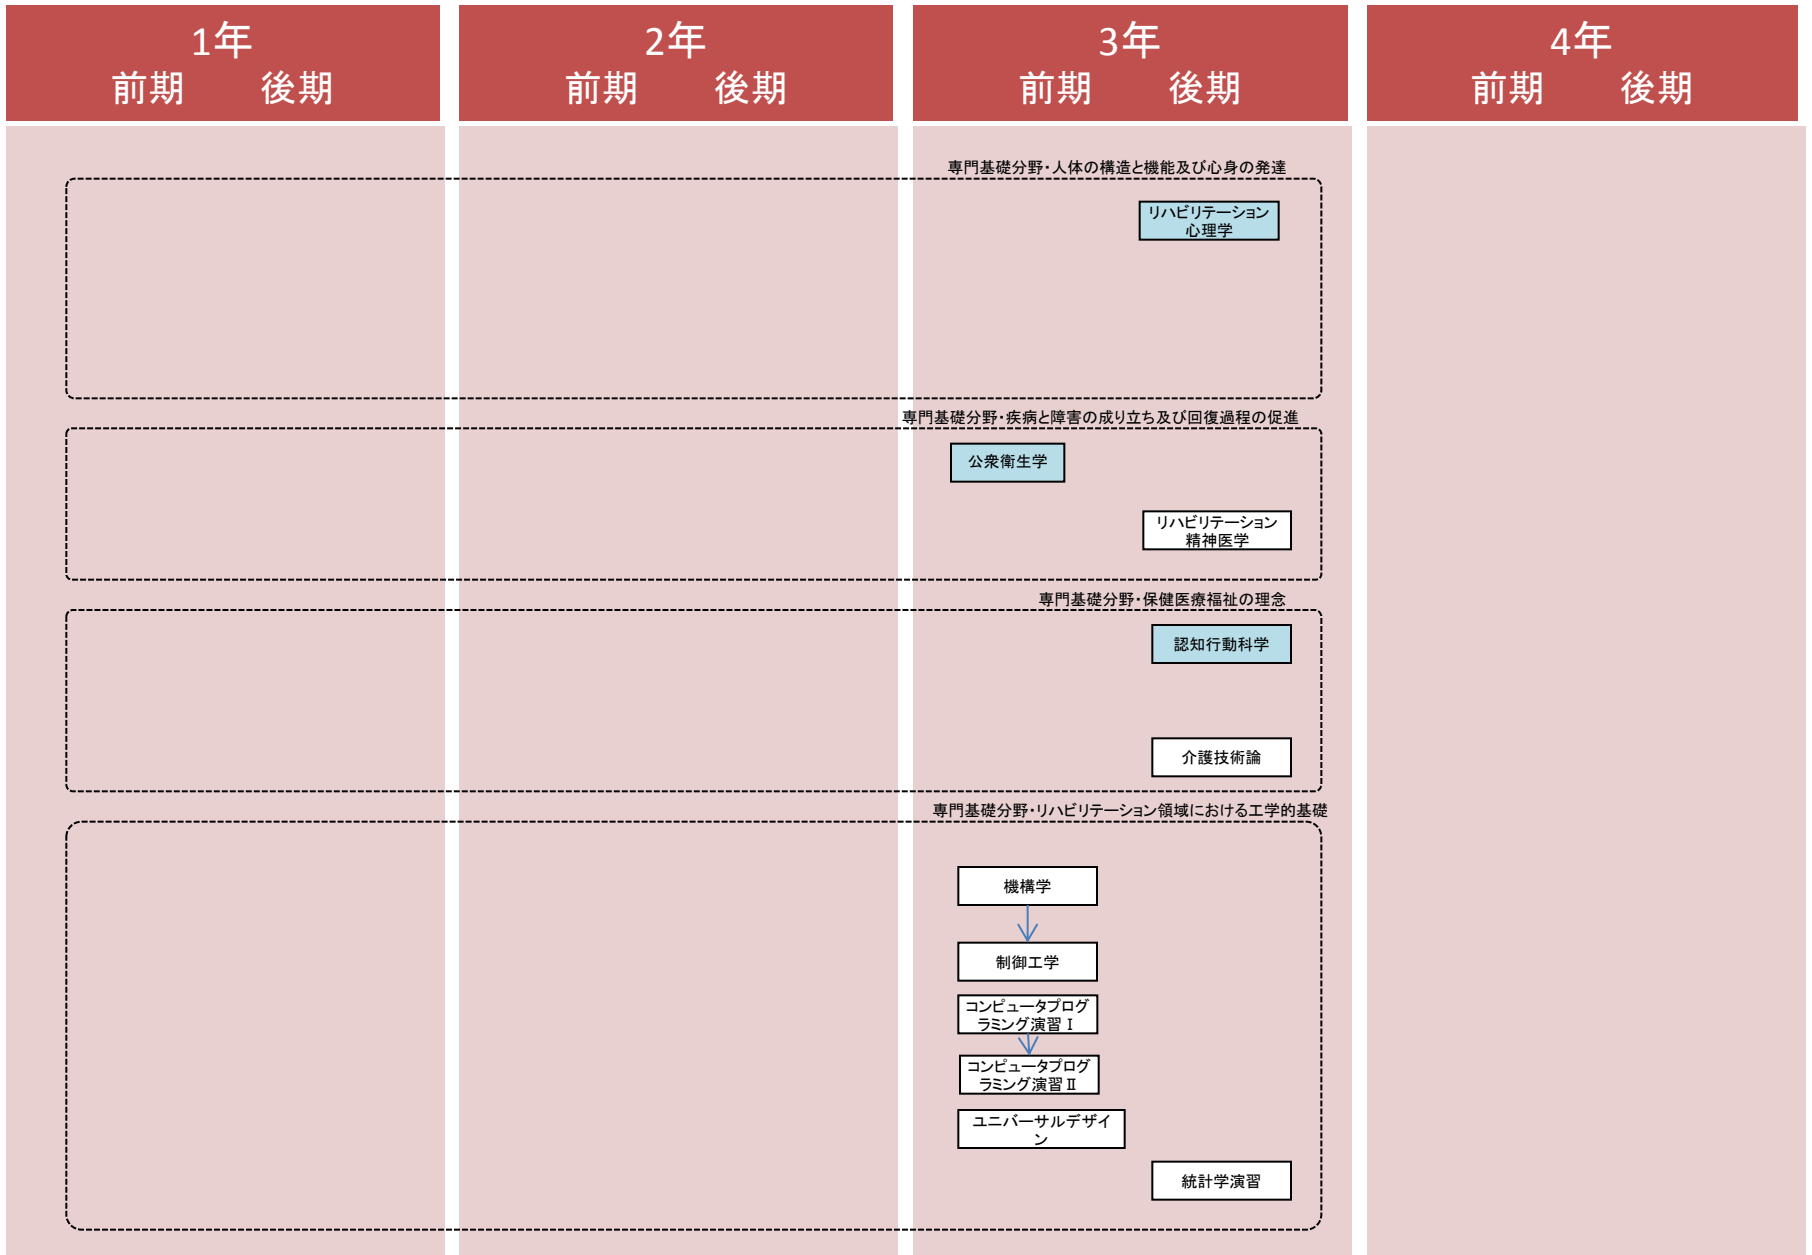 1年
前期 後期
2年
前期 後期
3年
前期 後期
4年
前期 後期
専門基礎分野・人体の構造と機能及び心身の発達
リハビリテーション
心理学
専門基礎分野・疾病と障害の成り立ち及び回復過程の促進
公衆衛生学
リハビリテーション
精神医学
専門基礎分野・保健医療福祉の理念
認知行動科学
介護技術論
専門基礎分野・リハビリテーション領域における工学的基礎
機構学
制御工学
コンピュータプログ
ラミング演習Ⅰ
コンピュータプログ
ラミング演習Ⅱ
ユニバーサルデザイ
ン
統計学演習